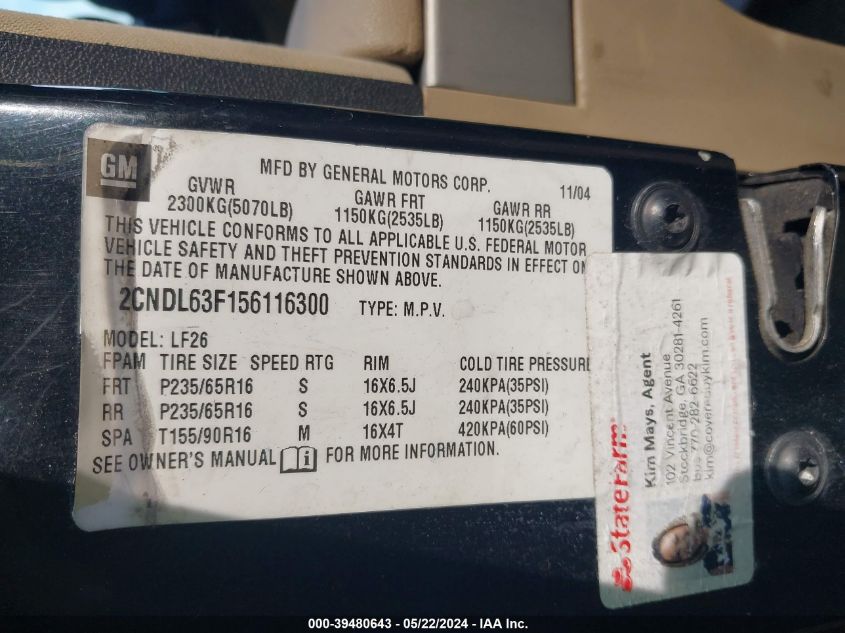 GM
MFD BY GENERAL MOTORS CORP. 11/04
GVWR GAWR FRT GAWR RR
2300KG(5070LB) 1150KG(2535LB) 1150KG(2535LB)
THIS VEHICLE CONFORMS TO ALL APPLICABLE U.S. FEDERAL MOTOR
VEHICLE SAFETY AND THEFT PREVENTION STANDARDS IN EFFECT ON
THE DATE OF MANUFACTURE SHOWN ABOVE.
2CNDL63F156116300 TYPE: M.P.V.
MODEL: LF26
FPAM TIRE SIZE SPEED RTG RIM COLD TIRE PRESSURE
FRT P235/65R16 S 16X6.5J 240KPA(35PSI)
RR P235/65R16 S 16X6.5J 240KPA(35PSI)
SPA T155/90R16 M 16X4T 420KPA(60PSI)
SEE OWNER'S MANUAL i FOR MORE INFORMATION.
StateFarm
Kim Mays, Agent
102 Vincent Avenue
Stockbridge, GA 30281-4261
bus 770-282-6622
kim@coveredbykim.com
000-39480643 - 05/22/2024 - IAA Inc.